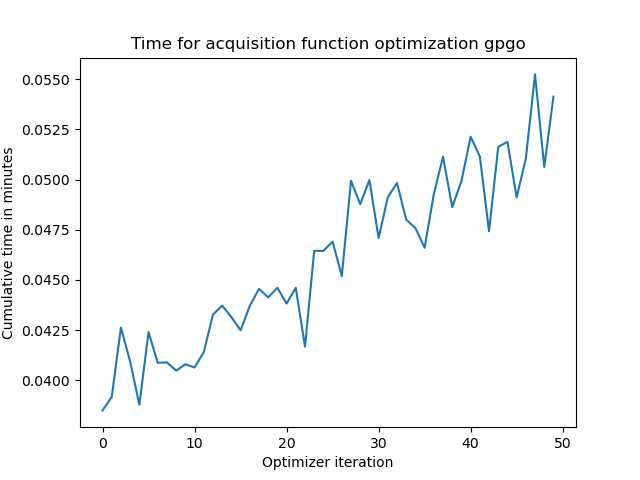 Time for acquisition function optimization gpgo
0.0550
0.0525
0.0500
0.0475
0.0450
0.0425
0.0400
Cumulative time in minutes
0 10 20 30 40 50
Optimizer iteration